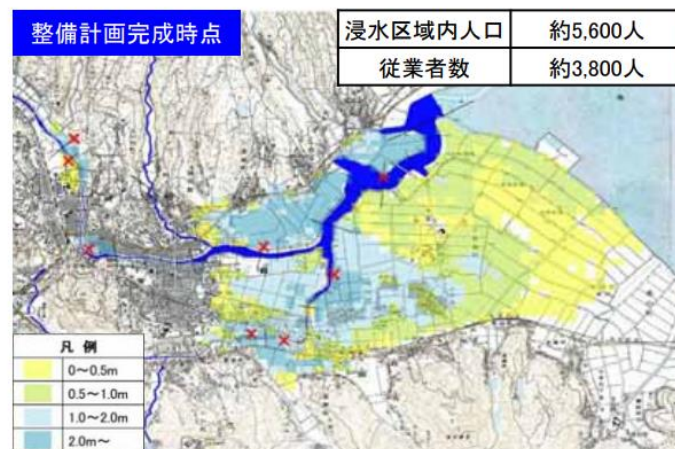 整備計画完成時点
浸水区域内人口 約5,600人
従業者数 約3,800人
凡 例
0～0.5m
0.5～1.0m
1.0～2.0m
2.0m～